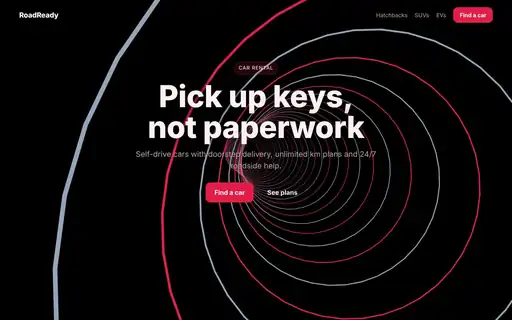 RoadReady
Hatchbacks SUVs EVs Find a car
CAR RENTAL
Pick up keys,
not paperwork
Self-drive cars with doorstep delivery, unlimited km plans and 24/7
roadside help.
Find a car See plans